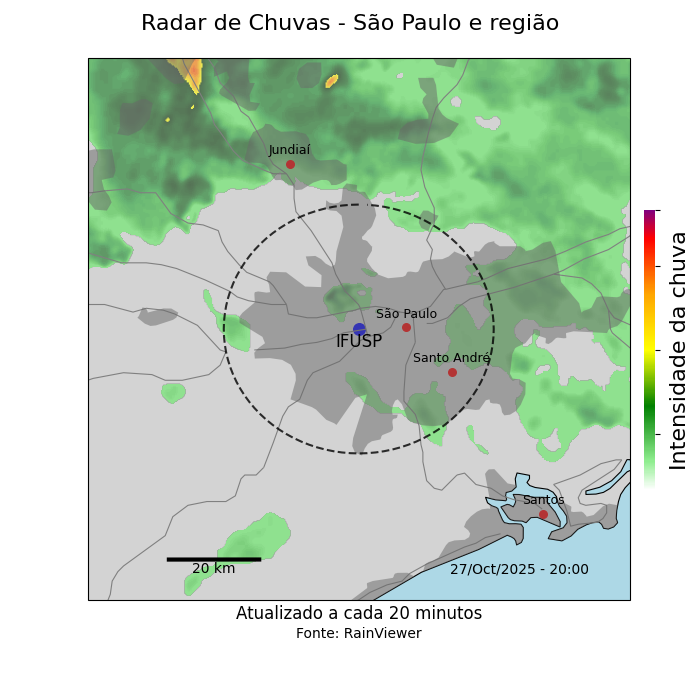 Radar de Chuvas - São Paulo e região
Jundiaí
São Paulo
IFUSP
Santo André
Santos
20 km
27/Oct/2025 - 20:00
Intensidade da chuva
Atualizado a cada 20 minutos
Fonte: RainViewer